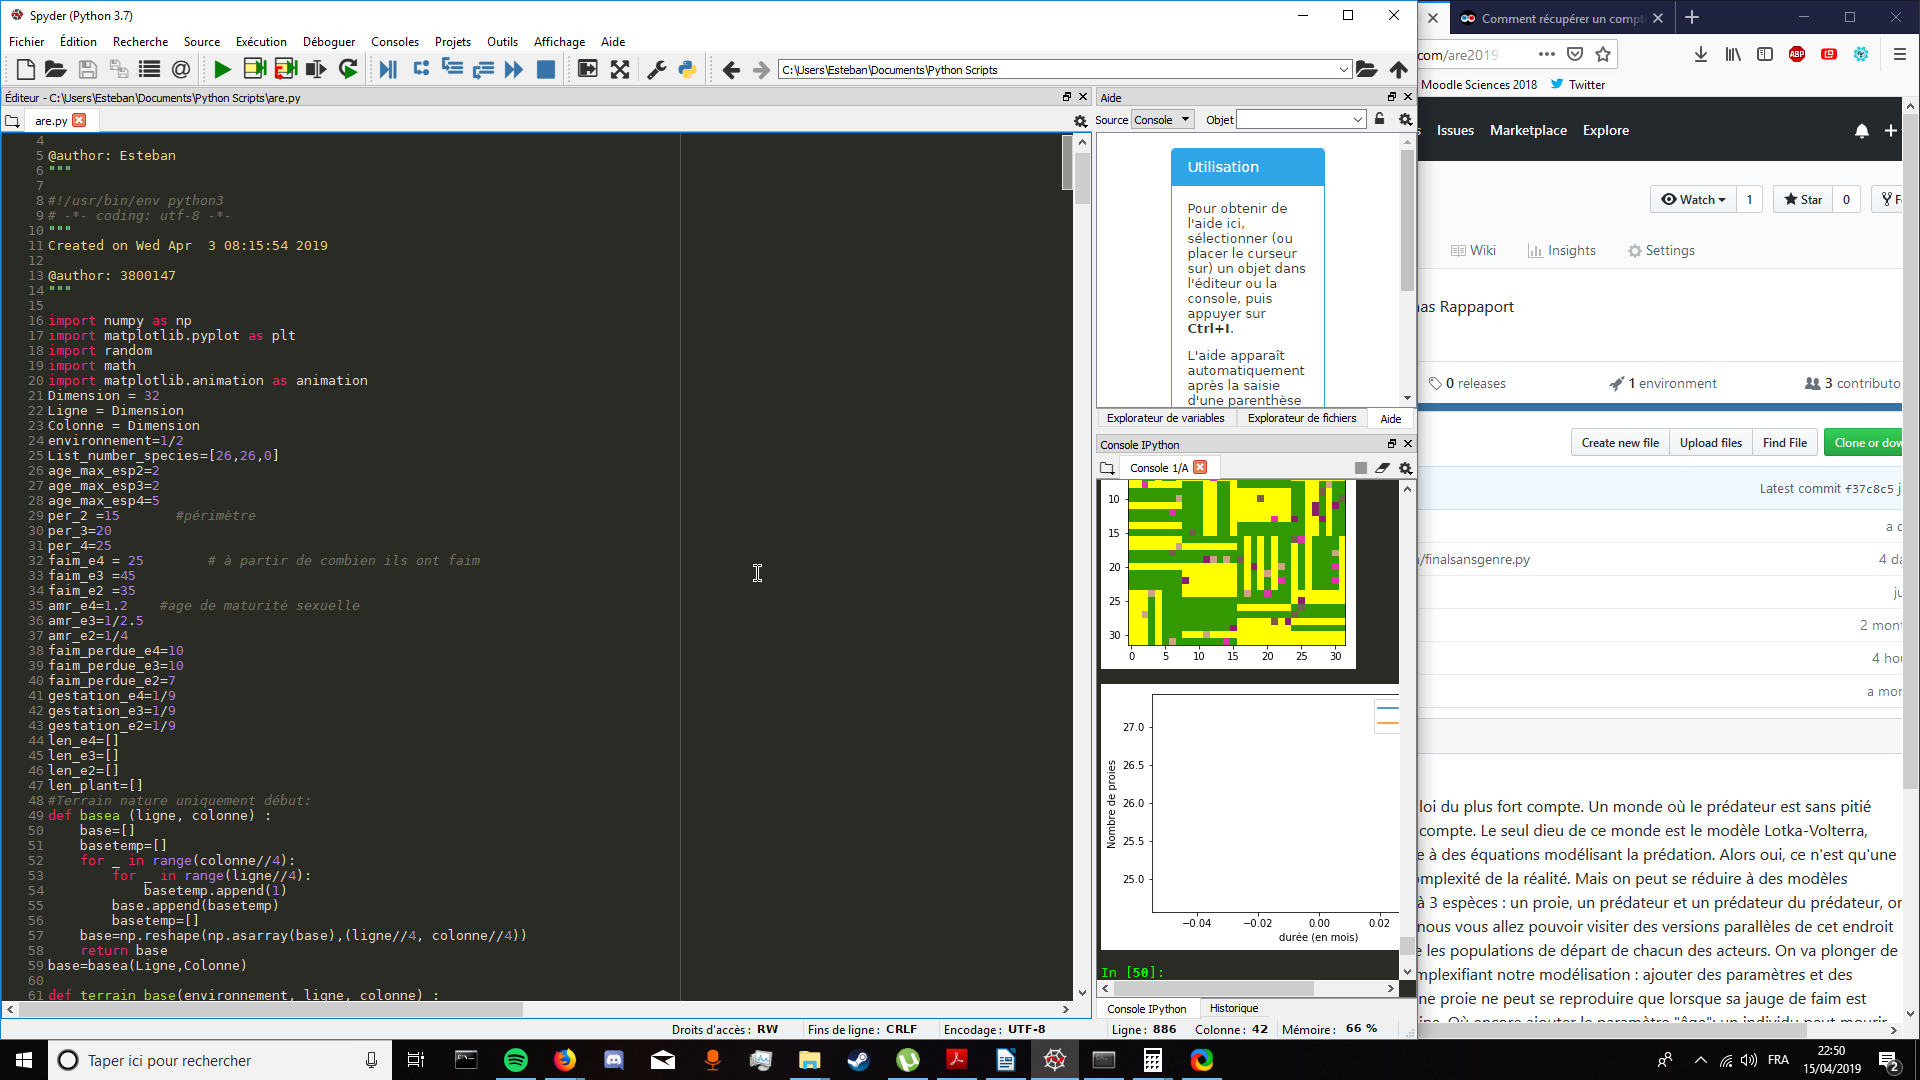 Spyder (Python 3.7)
Fichier Édition Recherche Source Exécution Déboguer Consoles Projets Outils Affichage Aide
C:\Users\Esteban\Documents\Python Scripts
Éditeur - C:\Users\Esteban\Documents\Python Scripts\are.py
are.py
4
5 @author: Esteban
6 """
7
8 #!/usr/bin/env python3
9 # -*- coding: utf-8 -*-
10 """
11 Created on Wed Apr  3 08:15:54 2019
12
13 @author: 3800147
14 """
15
16 import numpy as np
17 import matplotlib.pyplot as plt
18 import random
19 import math
20 import matplotlib.animation as animation
21 Dimension = 32
22 Ligne = Dimension
23 Colonne = Dimension
24 environnement=1/2
25 List_number_species=[26,26,0]
26 age_max_esp2=2
27 age_max_esp3=2
28 age_max_esp4=5
29 per_2 =15       #périmètre
30 per_3=20
31 per_4=25
32 faim_e4 = 25        # à partir de combien ils ont faim
33 faim_e3 =45
34 faim_e2 =35
35 amr_e4=1.2    #age de maturité sexuelle
36 amr_e3=1/2.5
37 amr_e2=1/4
38 faim_perdue_e4=10
39 faim_perdue_e3=10
40 faim_perdue_e2=7
41 gestation_e4=1/9
42 gestation_e3=1/9
43 gestation_e2=1/9
44 len_e4=[]
45 len_e3=[]
46 len_e2=[]
47 len_plant=[]
48 #Terrain nature uniquement début:
49 def basea (ligne, colonne) :
50     base=[]
51     basetemp=[]
52     for _ in range(colonne//4):
53         for _ in range(ligne//4):
54             basetemp.append(1)
55         base.append(basetemp)
56         basetemp=[]
57     base=np.reshape(np.asarray(base),(ligne//4, colonne//4))
58     return base
59 base=basea(Ligne,Colonne)
60
61 def terrain_base(environnement, ligne, colonne) :
Aide
Source Console Objet
Utilisation
Pour obtenir de
l'aide ici,
sélectionner (ou
placer le curseur
sur) un objet dans
l'éditeur ou la
console, puis
appuyer sur
Ctrl+I.
L'aide apparaît
automatiquement
après la saisie
d'une parenthèse
Explorateur de variables Explorateur de fichiers Aide
Console IPython
Console 1/A
10
15
20
25
30
0 5 10 15 20 25 30
27.0
26.5
26.0
25.5
25.0
Nombre de proies
−0.04 −0.02 0.00 0.02
durée (en mois)
In [50]:
Console IPython Historique
Droits d'accès : RW Fins de ligne : CRLF Encodage : UTF-8 Ligne : 886 Colonne : 42 Mémoire : 66 %
Comment récupérer un compt
com/are2019
ABP
Moodle Sciences 2018 Twitter
s Issues Marketplace Explore
Watch 1 Star 0 F
Wiki Insights Settings
as Rappaport
0 releases 1 environment 3 contributo
Create new file Upload files Find File Clone or dow
Latest commit f37c8c5 j
a d
/finalsansgenre.py 4 da
ju
2 mont
4 hou
a mon
loi du plus fort compte. Un monde où le prédateur est sans pitié
compte. Le seul dieu de ce monde est le modèle Lotka-Volterra,
e à des équations modélisant la prédation. Alors oui, ce n'est qu'une
mplexité de la réalité. Mais on peut se réduire à des modèles
à 3 espèces : un proie, un prédateur et un prédateur du prédateur, or
nous vous allez pouvoir visiter des versions parallèles de cet endroit
e les populations de départ de chacun des acteurs. On va plonger de
mplexifiant notre modélisation : ajouter des paramètres et des
ne proie ne peut se reproduire que lorsque sa jauge de faim est
ine. Où encore ajouter le paramètre "âge": un individu peut mourir
Taper ici pour rechercher
FRA
22:50
15/04/2019
2